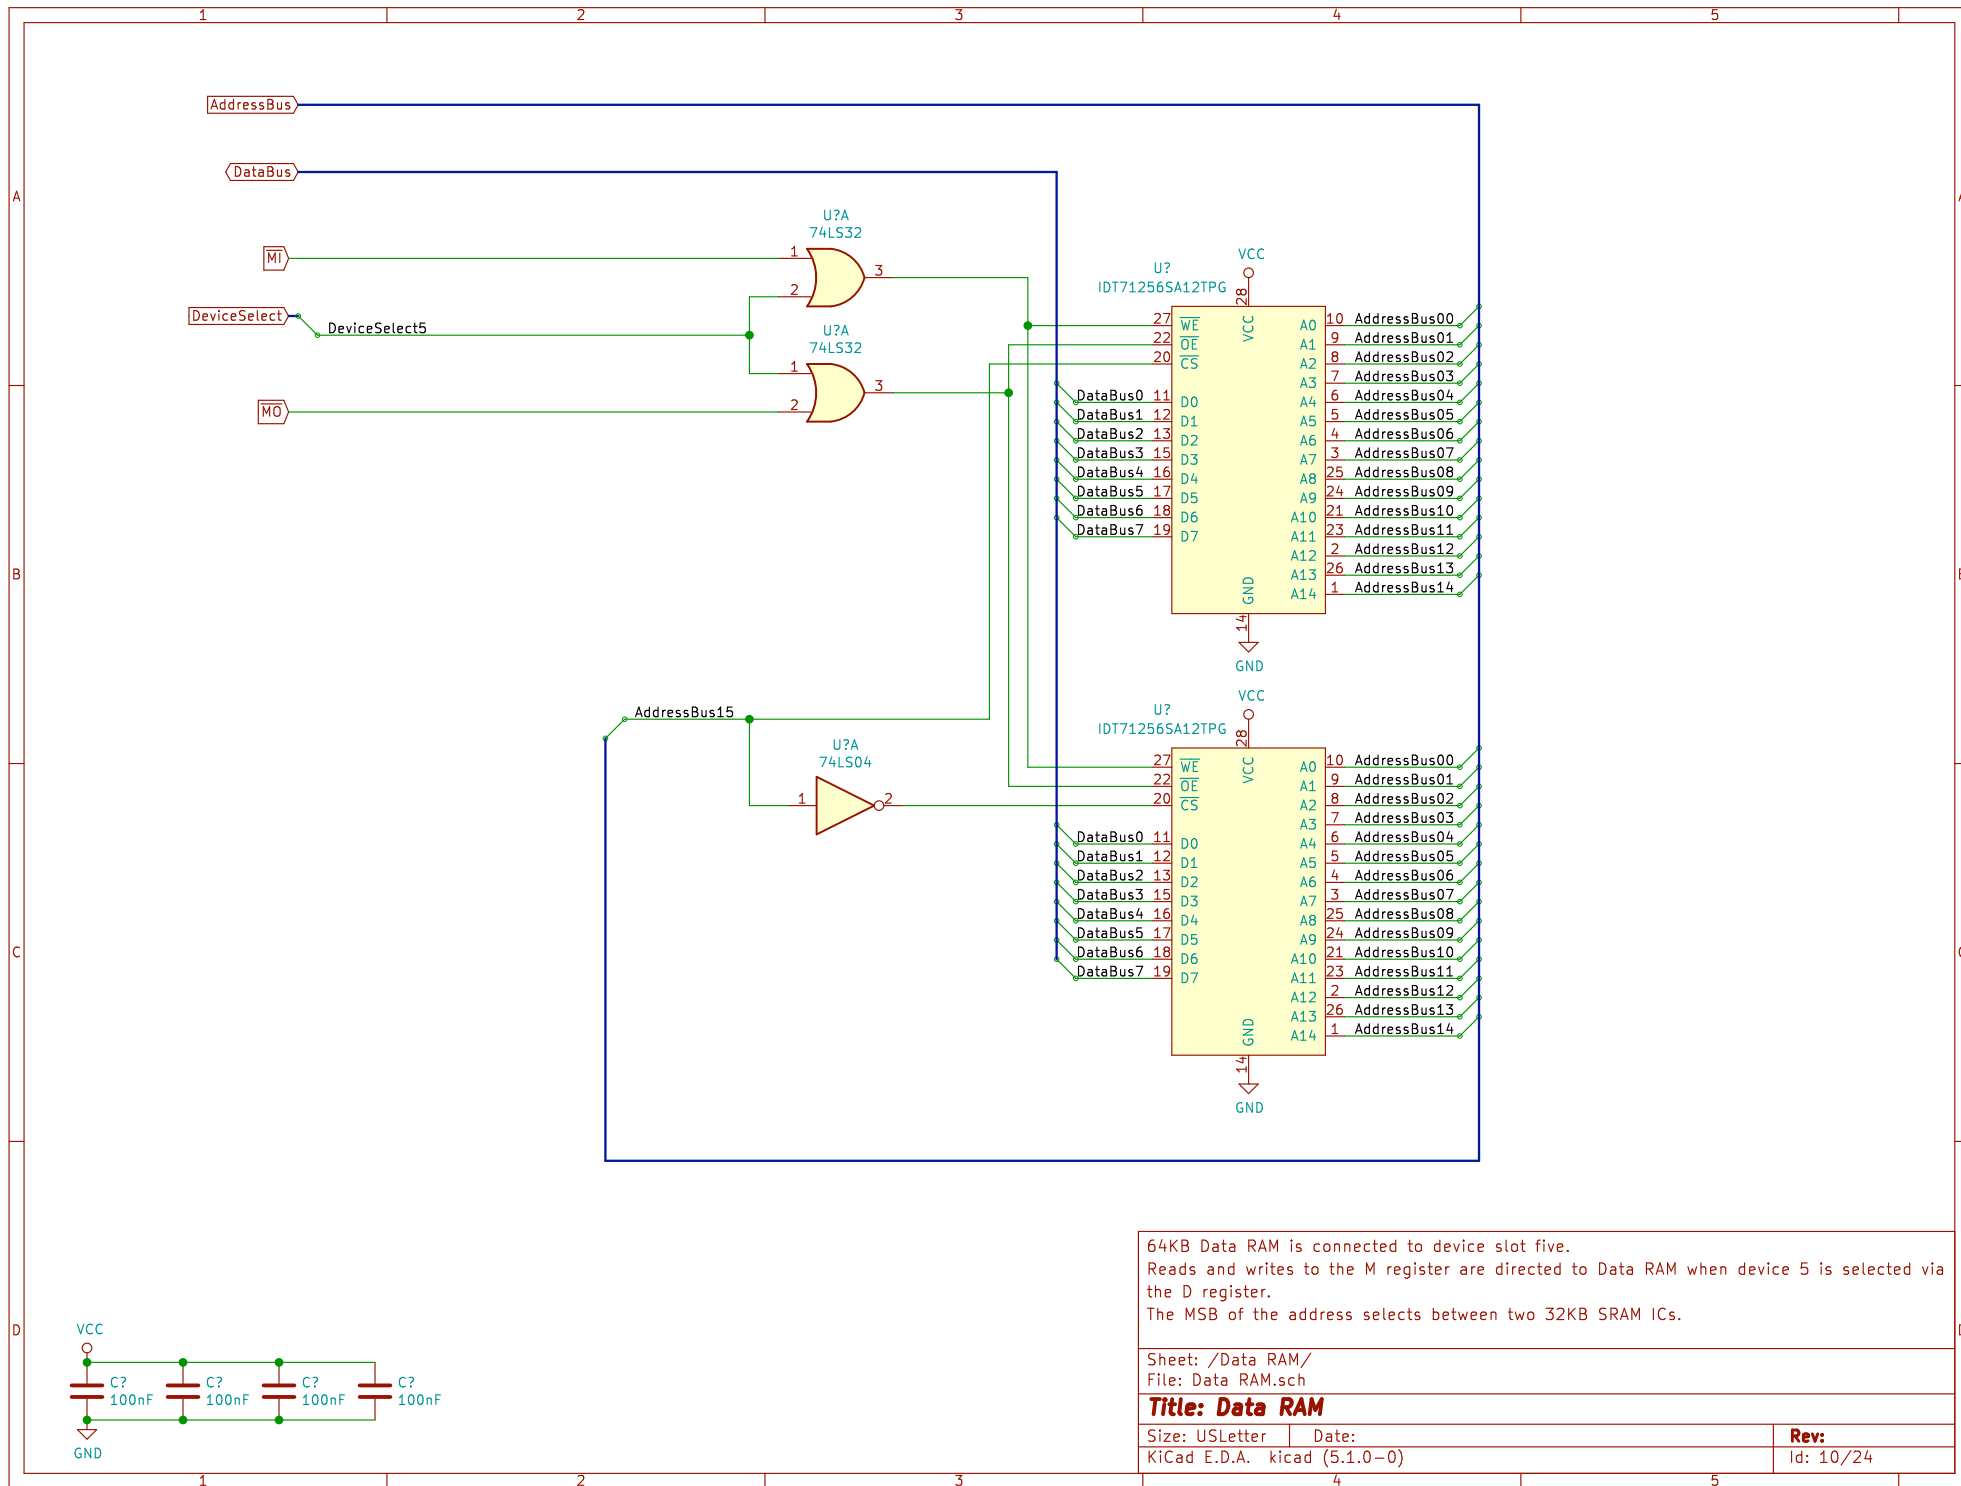 1 2 3 4 5
A
B
C
D
AddressBus
DataBus
MI
DeviceSelect
DeviceSelect5
MO
U?A
74LS32
1
2
3
U?A
74LS32
1
2
3
AddressBus15
U?A
74LS04
1
2
U?
IDT71256SA12TPG
VCC
28
VCC
27 WE A0 10 AddressBus00
22 OE A1 9 AddressBus01
20 CS A2 8 AddressBus02
A3 7 AddressBus03
DataBus0 11 D0 A4 6 AddressBus04
DataBus1 12 D1 A5 5 AddressBus05
DataBus2 13 D2 A6 4 AddressBus06
DataBus3 15 D3 A7 3 AddressBus07
DataBus4 16 D4 A8 25 AddressBus08
DataBus5 17 D5 A9 24 AddressBus09
DataBus6 18 D6 A10 21 AddressBus10
DataBus7 19 D7 A11 23 AddressBus11
A12 2 AddressBus12
A13 26 AddressBus13
A14 1 AddressBus14
GND
14
GND
U?
IDT71256SA12TPG
VCC
28
VCC
27 WE A0 10 AddressBus00
22 OE A1 9 AddressBus01
20 CS A2 8 AddressBus02
A3 7 AddressBus03
DataBus0 11 D0 A4 6 AddressBus04
DataBus1 12 D1 A5 5 AddressBus05
DataBus2 13 D2 A6 4 AddressBus06
DataBus3 15 D3 A7 3 AddressBus07
DataBus4 16 D4 A8 25 AddressBus08
DataBus5 17 D5 A9 24 AddressBus09
DataBus6 18 D6 A10 21 AddressBus10
DataBus7 19 D7 A11 23 AddressBus11
A12 2 AddressBus12
A13 26 AddressBus13
A14 1 AddressBus14
GND
14
GND
VCC
C? C? C? C?
100nF 100nF 100nF 100nF
GND
64KB Data RAM is connected to device slot five.
Reads and writes to the M register are directed to Data RAM when device 5 is selected via
the D register.
The MSB of the address selects between two 32KB SRAM ICs.
Sheet: /Data RAM/
File: Data RAM.sch
Title: Data RAM
Size: USLetter Date: Rev:
KiCad E.D.A. kicad (5.1.0-0) Id: 10/24
1 2 3 4 5